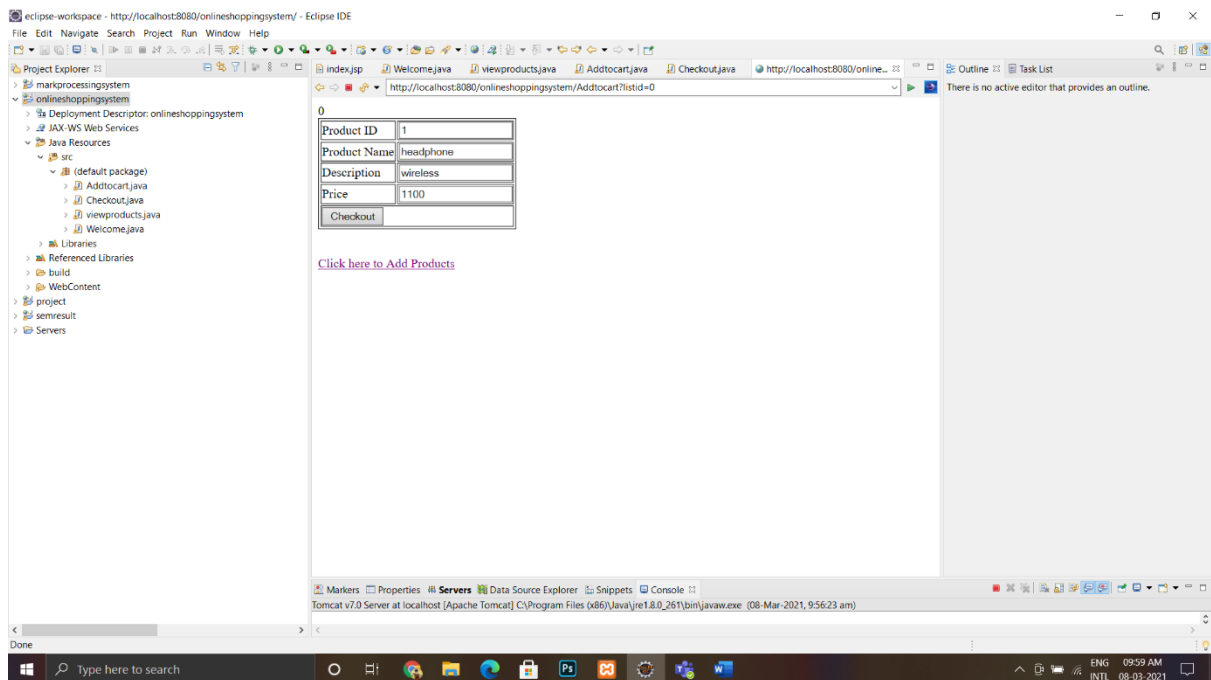 eclipse-workspace - http://localhost:8080/onlineshoppingsystem/ - Eclipse IDE
File Edit Navigate Search Project Run Window Help
Project Explorer
index.jsp Welcome.java viewproducts.java Addtocart.java Checkout.java http://localhost:8080/online...
Outline Task List
markprocessingsystem
onlineshoppingsystem
Deployment Descriptor: onlineshoppingsystem
JAX-WS Web Services
Java Resources
src
(default package)
Addtocart.java
Checkout.java
viewproducts.java
Welcome.java
Libraries
Referenced Libraries
build
WebContent
project
semresult
Servers
http://localhost:8080/onlineshoppingsystem/Addtocart?listid=0
0
Product ID 1
Product Name headphone
Description wireless
Price 1100
Checkout
Click here to Add Products
There is no active editor that provides an outline.
Markers Properties Servers Data Source Explorer Snippets Console
Tomcat v7.0 Server at localhost [Apache Tomcat] C:\Program Files (x86)\Java\jre1.8.0_261\bin\javaw.exe (08-Mar-2021, 9:56:23 am)
Done
Type here to search
Ps
ENG
INTL
09:59 AM
08-03-2021